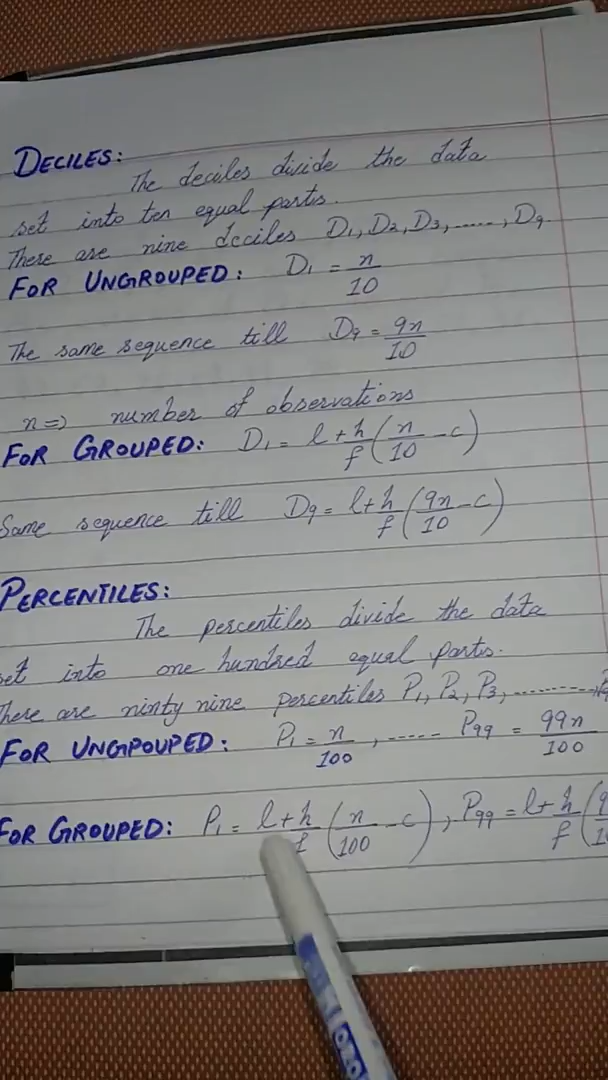 DECILES:
The deciles divide the data
set into ten equal parts.
There are nine deciles D₁, D₂, D₃, ....., D₉
FOR UNGROUPED: D₁ = n/10
The same sequence till D₉ = 9n/10
n => number of observations
FOR GROUPED: D₁ = l + h/f (n/10 - c)
Same sequence till D₉ = l + h/f (9n/10 - c)
PERCENTILES:
The percentiles divide the data
set into one hundred equal parts.
There are ninty nine percentiles P₁, P₂, P₃, ..........
FOR UNGPOUPED: P₁ = n/100 , ..... P₉₉ = 99n/100
FOR GROUPED: P₁ = l + h/f (n/100 - c), P₉₉ = l + h/f (